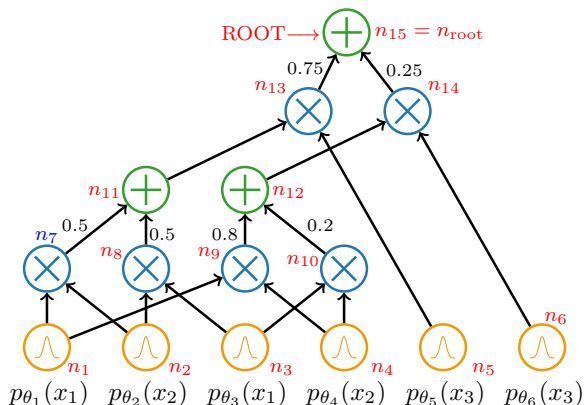 ROOT→ n₁₅ = n_root
0.75 0.25
n₁₃ n₁₄
n₁₁ n₁₂
0.5 0.5 0.8 0.2
n₇ n₈ n₉ n₁₀
n₆
n₁ n₂ n₃ n₄ n₅
p_θ₁(x₁) p_θ₂(x₂) p_θ₃(x₁) p_θ₄(x₂) p_θ₅(x₃) p_θ₆(x₃)